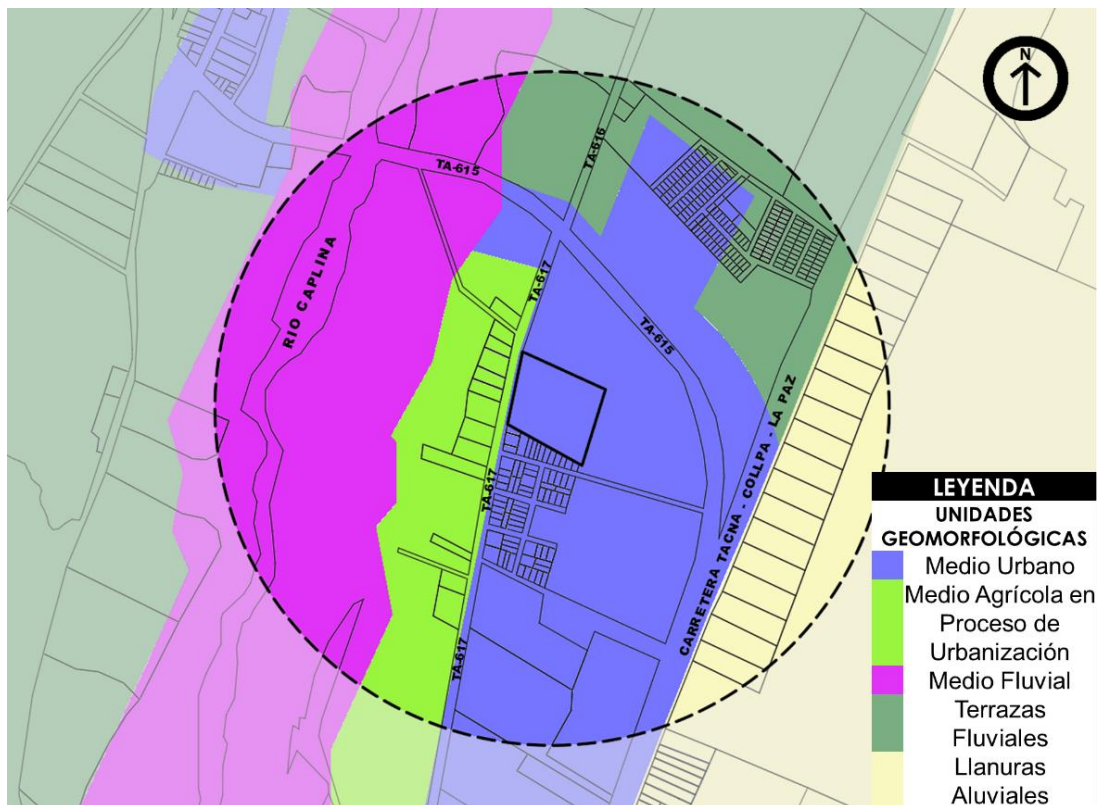 N
TA-616
TA-615
RIO CAPLINA
TA-617
TA-615
TA-617
CARRETERA TACNA - COLLPA - LA PAZ
TA-617
LEYENDA
UNIDADES
GEOMORFOLÓGICAS
Medio Urbano
Medio Agrícola en
Proceso de
Urbanización
Medio Fluvial
Terrazas
Fluviales
Llanuras
Aluviales